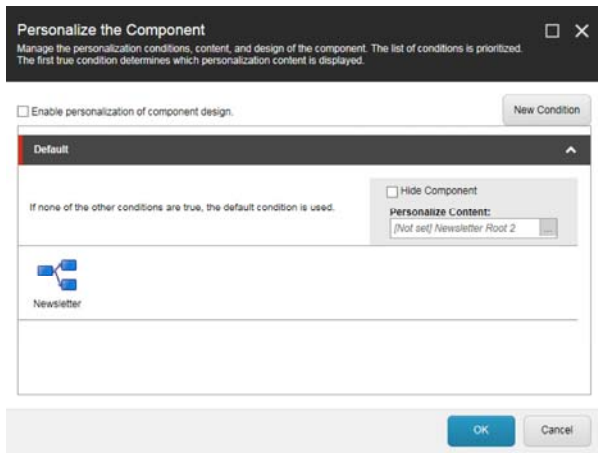 Personalize the Component
Manage the personalization conditions, content, and design of the component. The list of conditions is prioritized.
The first true condition determines which personalization content is displayed.
Enable personalization of component design.
New Condition
Default
If none of the other conditions are true, the default condition is used.
Hide Component
Personalize Content:
[Not set] Newsletter Root 2
...
Newsletter
OK
Cancel